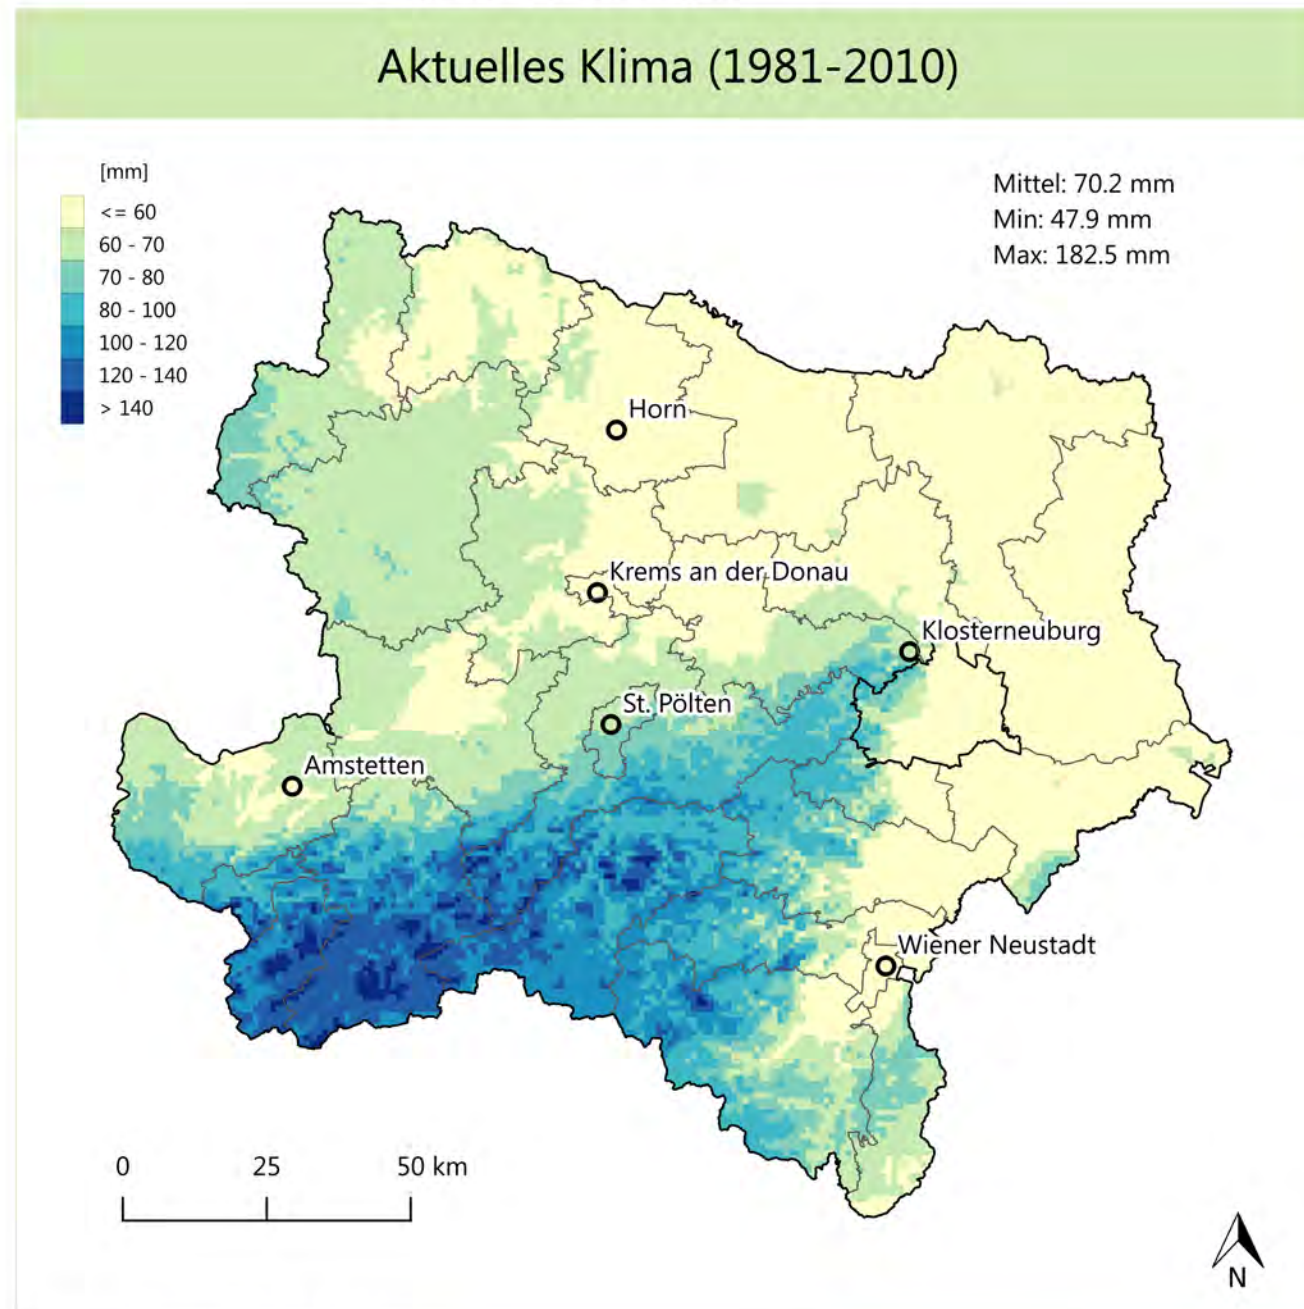 Aktuelles Klima (1981-2010)
[mm]
<= 60
60 - 70
70 - 80
80 - 100
100 - 120
120 - 140
> 140
Mittel: 70.2 mm
Min: 47.9 mm
Max: 182.5 mm
Horn
Krems an der Donau
Klosterneuburg
St. Pölten
Amstetten
Wiener Neustadt
0 25 50 km
N